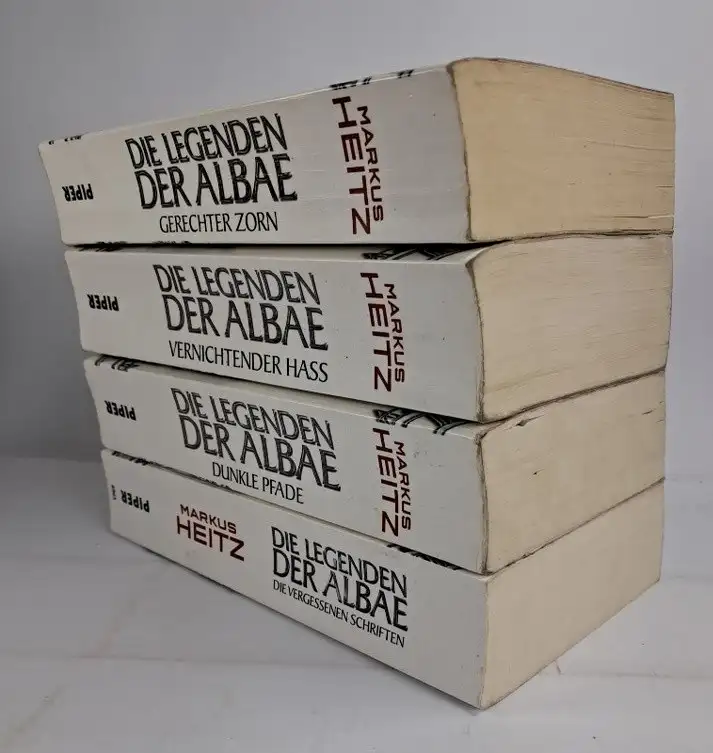 PIPER
DIE LEGENDEN
DER ALBAE
GERECHTER ZORN
MARKUS
HEITZ
PIPER
DIE LEGENDEN
DER ALBAE
VERNICHTENDER HASS
MARKUS
HEITZ
PIPER
DIE LEGENDEN
DER ALBAE
DUNKLE PFADE
MARKUS
HEITZ
PIPER
MARKUS
HEITZ
DIE LEGENDEN
DER ALBAE
DIE VERGESSENEN SCHRIFTEN